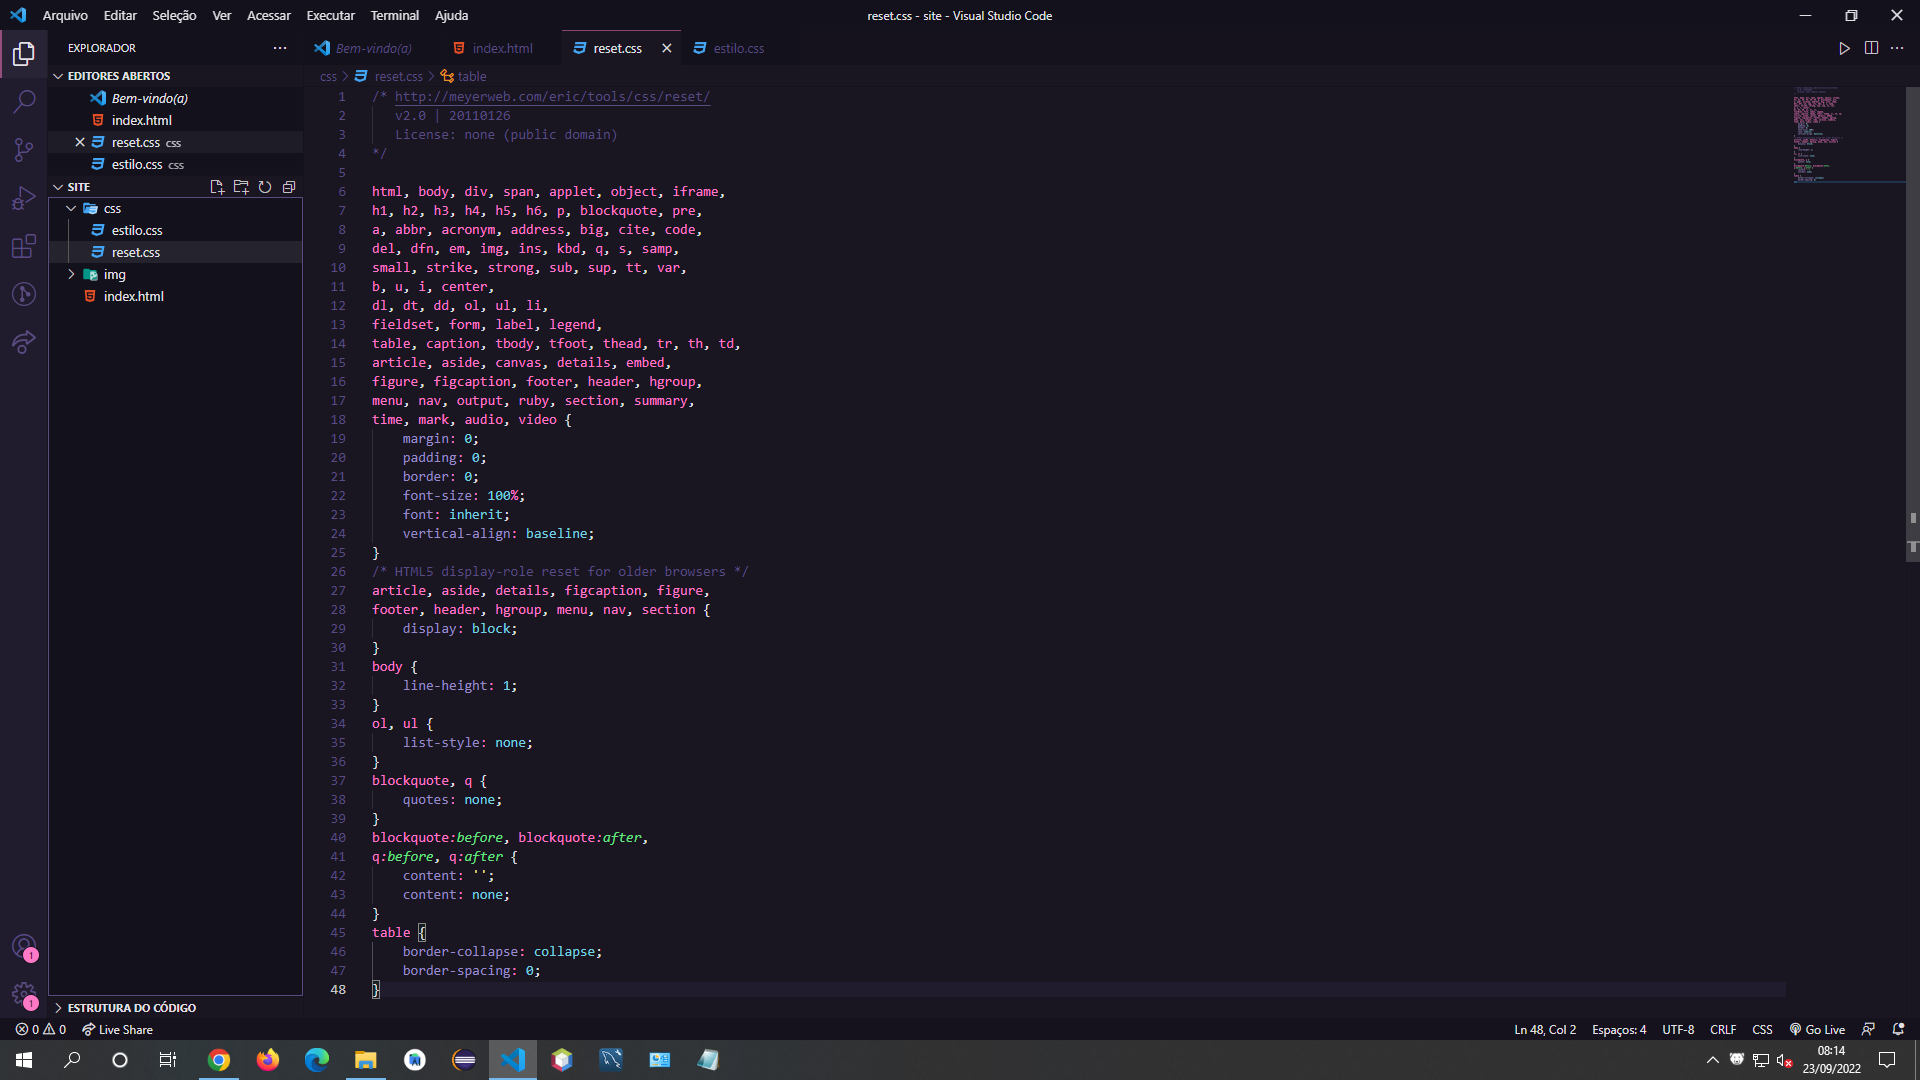 Arquivo Editar Seleção Ver Acessar Executar Terminal Ajuda
reset.css - site - Visual Studio Code
EXPLORADOR
Bem-vindo(a) index.html reset.css estilo.css
EDITORES ABERTOS
Bem-vindo(a)
index.html
reset.css css
estilo.css css
SITE
css
estilo.css
reset.css
img
index.html
ESTRUTURA DO CÓDIGO
css > reset.css > table
1 /* http://meyerweb.com/eric/tools/css/reset/
2 v2.0 | 20110126
3 License: none (public domain)
4 */
5
6 html, body, div, span, applet, object, iframe,
7 h1, h2, h3, h4, h5, h6, p, blockquote, pre,
8 a, abbr, acronym, address, big, cite, code,
9 del, dfn, em, img, ins, kbd, q, s, samp,
10 small, strike, strong, sub, sup, tt, var,
11 b, u, i, center,
12 dl, dt, dd, ol, ul, li,
13 fieldset, form, label, legend,
14 table, caption, tbody, tfoot, thead, tr, th, td,
15 article, aside, canvas, details, embed,
16 figure, figcaption, footer, header, hgroup,
17 menu, nav, output, ruby, section, summary,
18 time, mark, audio, video {
19 margin: 0;
20 padding: 0;
21 border: 0;
22 font-size: 100%;
23 font: inherit;
24 vertical-align: baseline;
25 }
26 /* HTML5 display-role reset for older browsers */
27 article, aside, details, figcaption, figure,
28 footer, header, hgroup, menu, nav, section {
29 display: block;
30 }
31 body {
32 line-height: 1;
33 }
34 ol, ul {
35 list-style: none;
36 }
37 blockquote, q {
38 quotes: none;
39 }
40 blockquote:before, blockquote:after,
41 q:before, q:after {
42 content: '';
43 content: none;
44 }
45 table {
46 border-collapse: collapse;
47 border-spacing: 0;
48 }
1
1
0 0 Live Share
Ln 48, Col 2 Espaços: 4 UTF-8 CRLF CSS Go Live
08:14
23/09/2022